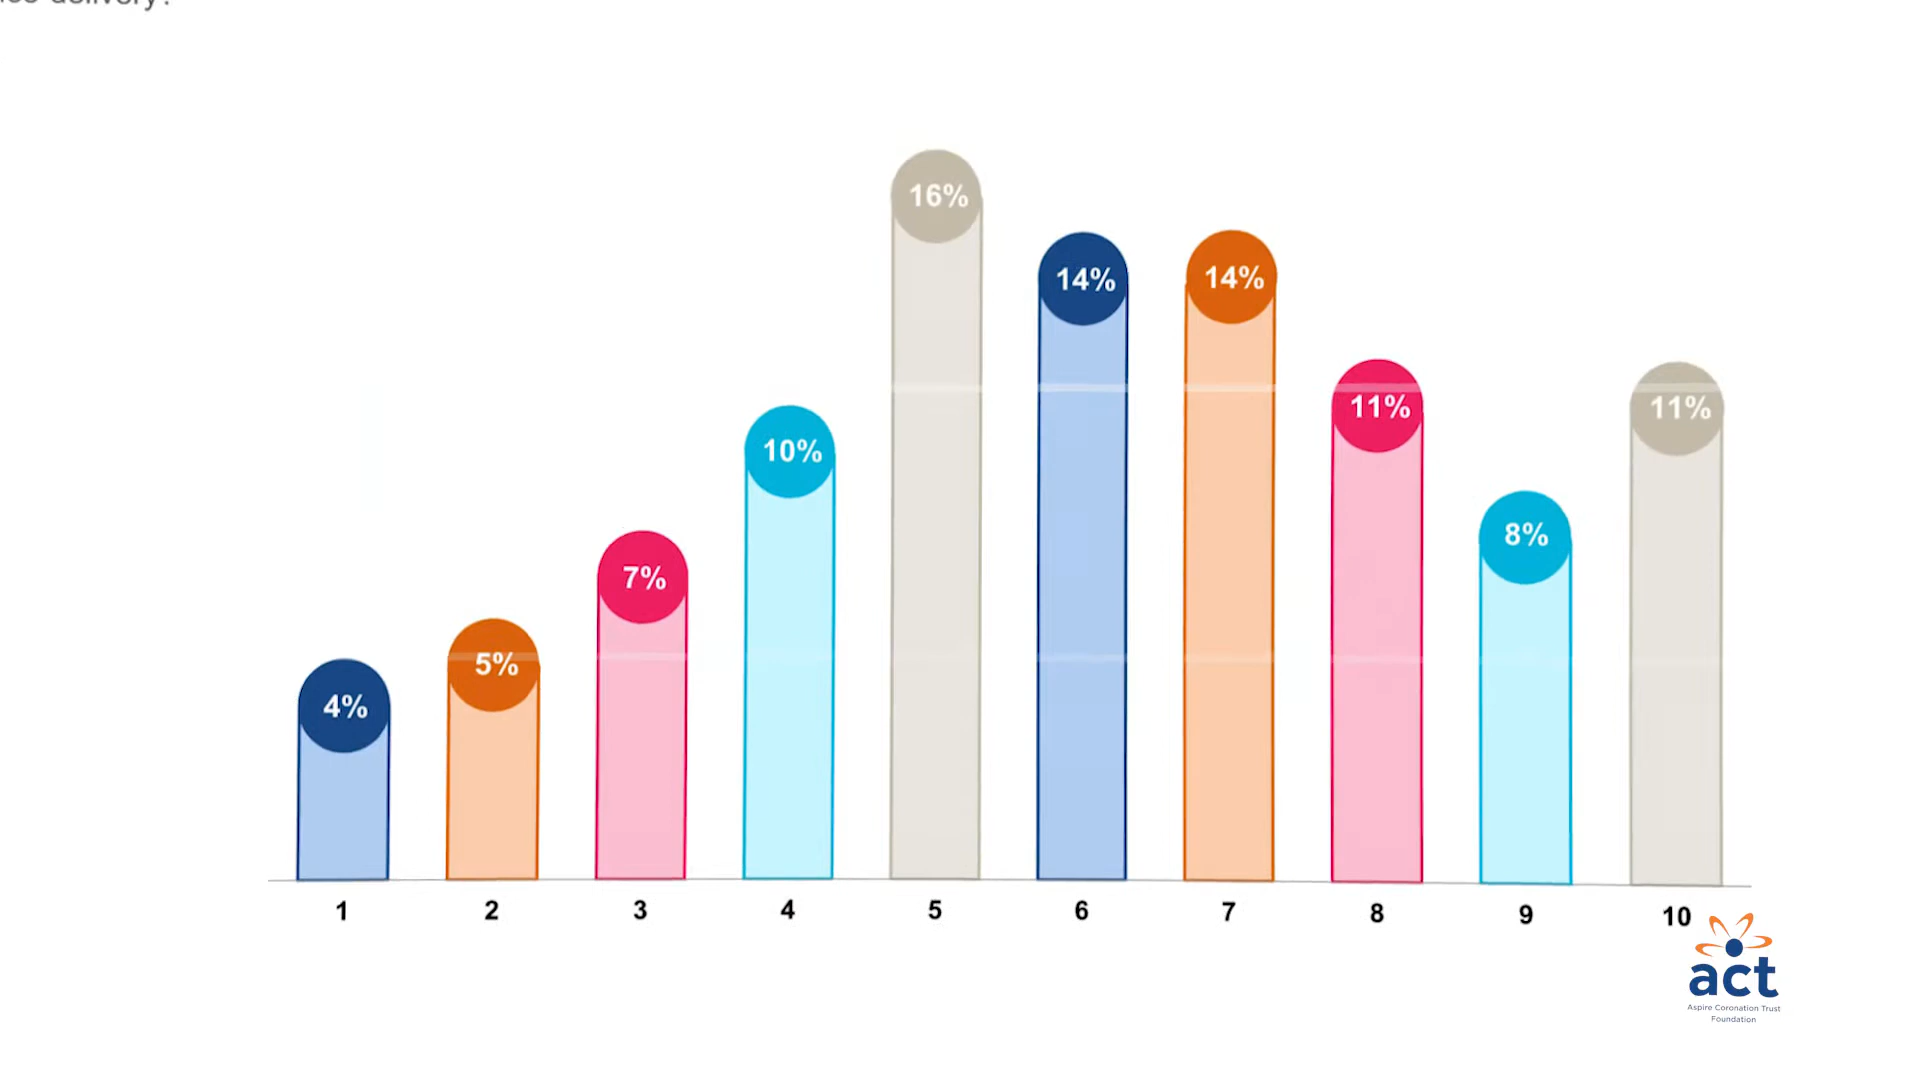 delivery?
16%
14%
14%
11%
11%
10%
8%
7%
5%
4%
1 2 3 4 5 6 7 8 9 10
act
Aspire Coronation Trust
Foundation